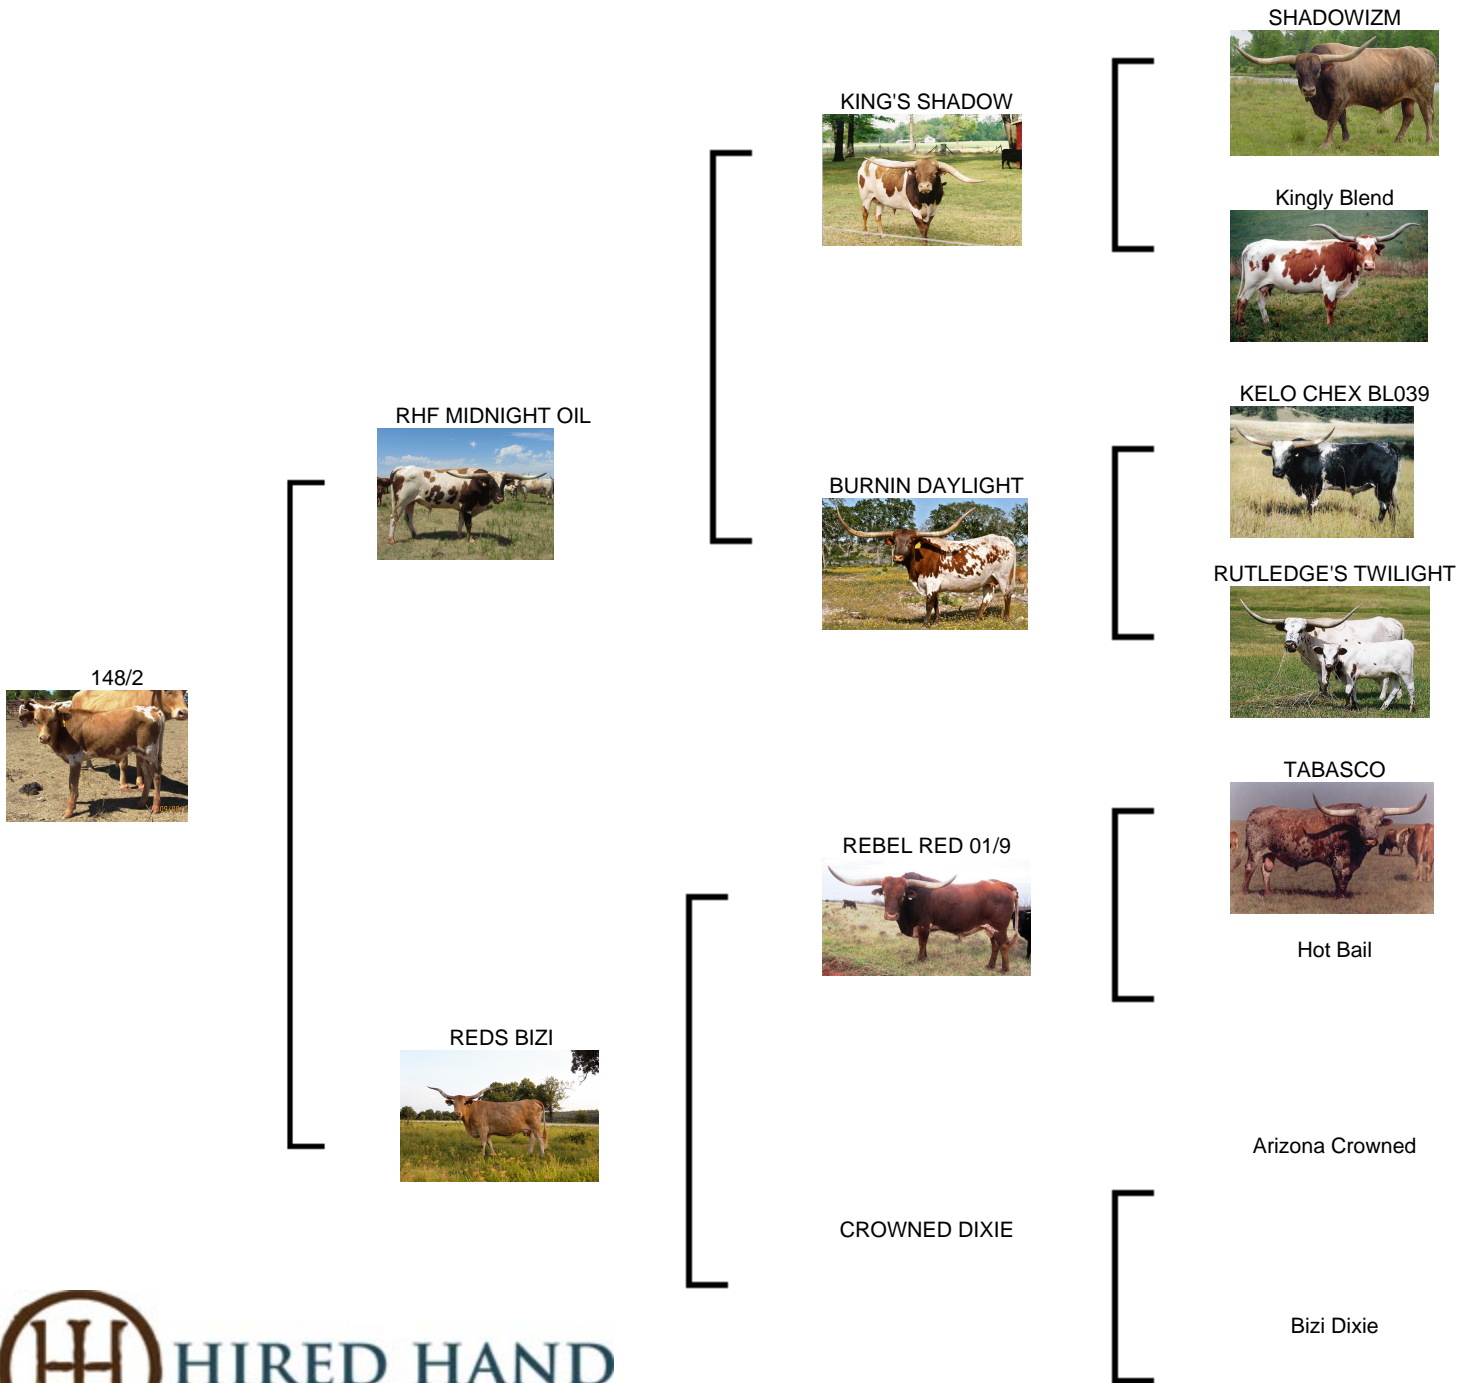 SHADOWIZM
KING'S SHADOW
Kingly Blend
KELO CHEX BL039
RHF MIDNIGHT OIL
BURNIN DAYLIGHT
RUTLEDGE'S TWILIGHT
148/2
TABASCO
REBEL RED 01/9
Hot Bail
REDS BIZI
Arizona Crowned
CROWNED DIXIE
Bizi Dixie
HIRED HAND